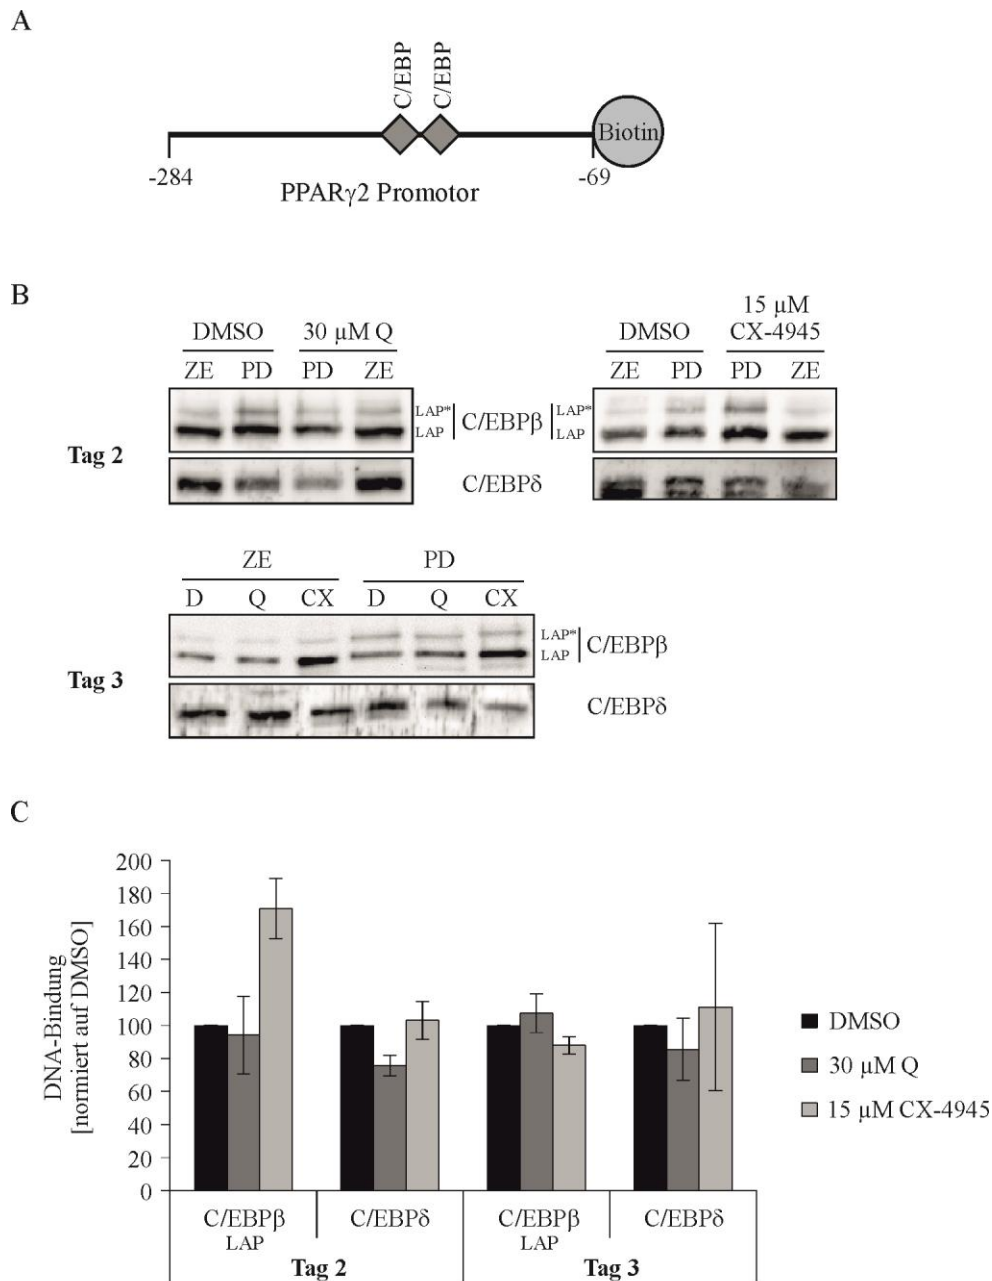 A
C/EBP C/EBP
Biotin
-284 -69
PPARγ2 Promotor
B
DMSO 30 µM Q
ZE PD PD ZE
15 µM
DMSO CX-4945
ZE PD PD ZE
Tag 2
LAP* LAP*
LAP C/EBPβ LAP
C/EBPδ
ZE PD
D Q CX D Q CX
Tag 3
LAP*
LAP C/EBPβ
C/EBPδ
C
DNA-Bindung
[normiert auf DMSO]
200
180
160
140
120
100
80
60
40
20
0
DMSO
30 µM Q
15 µM CX-4945
C/EBPβ C/EBPδ C/EBPβ C/EBPδ
LAP LAP
Tag 2 Tag 3